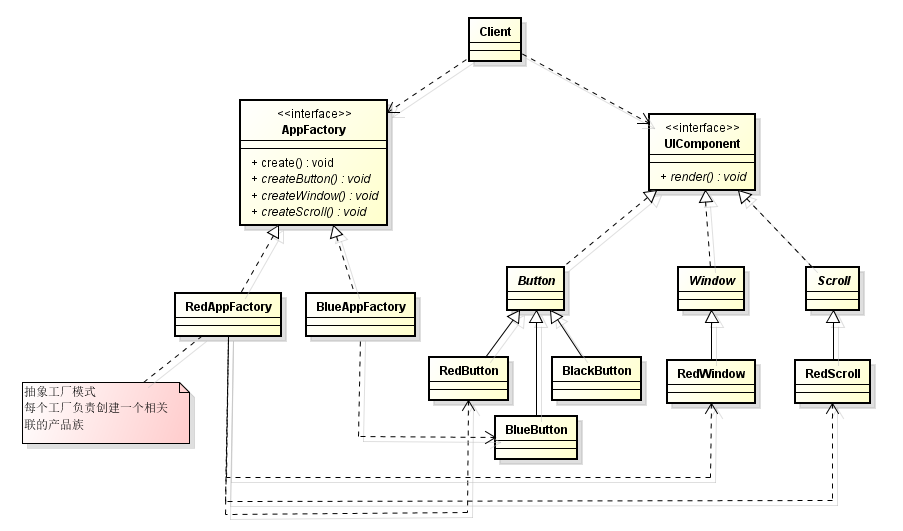 Client
<<interface>>
AppFactory
+ create() : void
+ createButton() : void
+ createWindow() : void
+ createScroll() : void
<<interface>>
UIComponent
+ render() : void
Button
Window
Scroll
RedAppFactory
BlueAppFactory
RedButton
BlackButton
RedWindow
RedScroll
BlueButton
抽象工厂模式
每个工厂负责创建一个相关
联的产品族